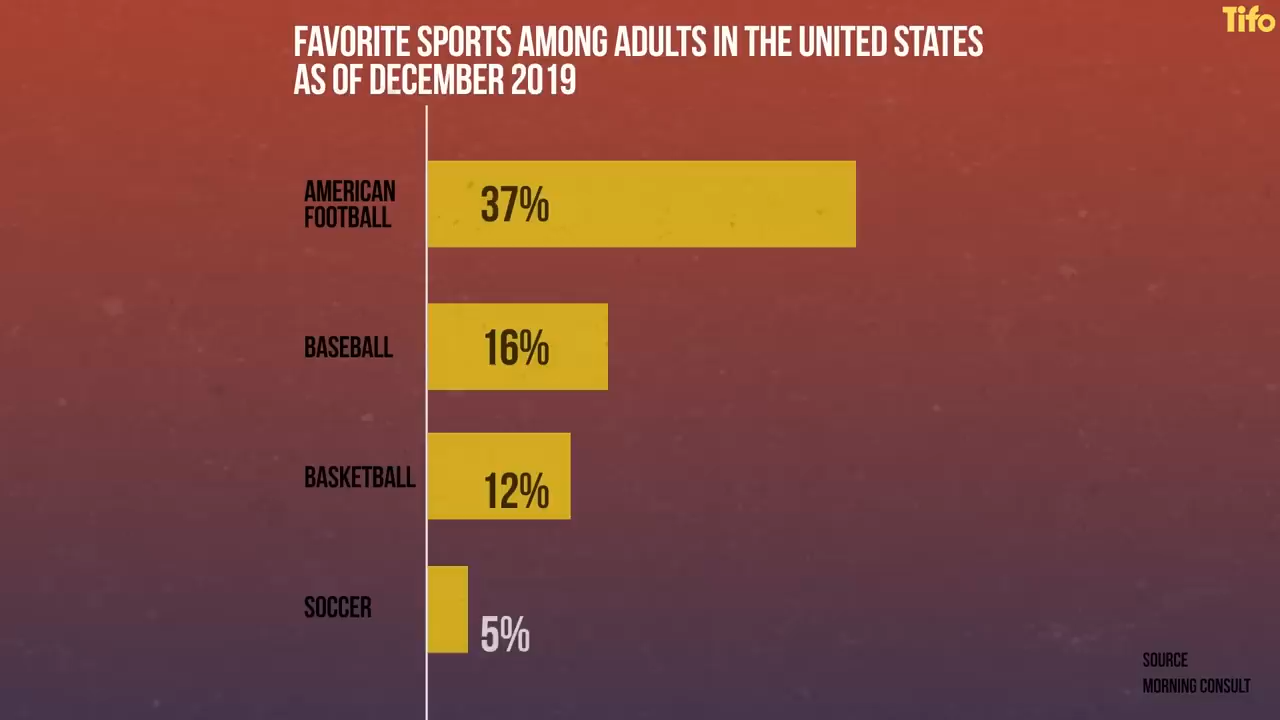 Tifo
FAVORITE SPORTS AMONG ADULTS IN THE UNITED STATES
AS OF DECEMBER 2019
AMERICAN
FOOTBALL
37%
BASEBALL
16%
BASKETBALL
12%
SOCCER
5%
SOURCE
MORNING CONSULT